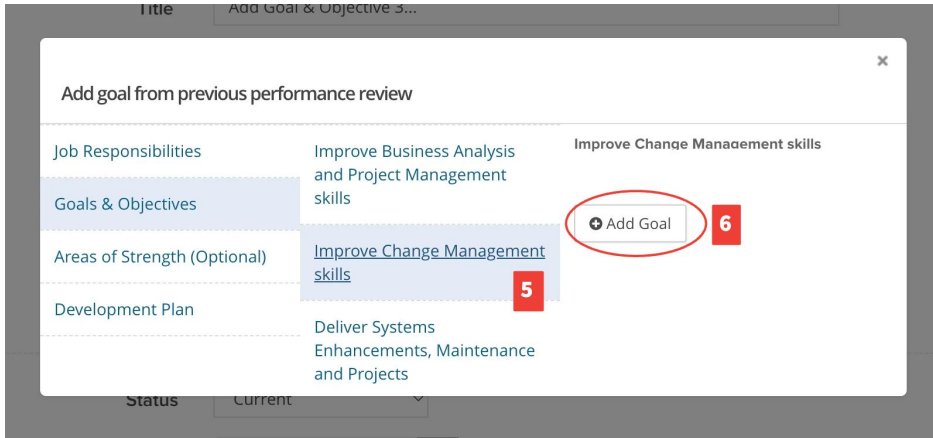 Title
Add Goal & Objective 3...
×
Add goal from previous performance review
Job Responsibilities
Goals & Objectives
Areas of Strength (Optional)
Development Plan
Improve Business Analysis
and Project Management
skills
Improve Change Management
skills
5
Deliver Systems
Enhancements, Maintenance
and Projects
Improve Change Management skills
Add Goal
6
Status
Current